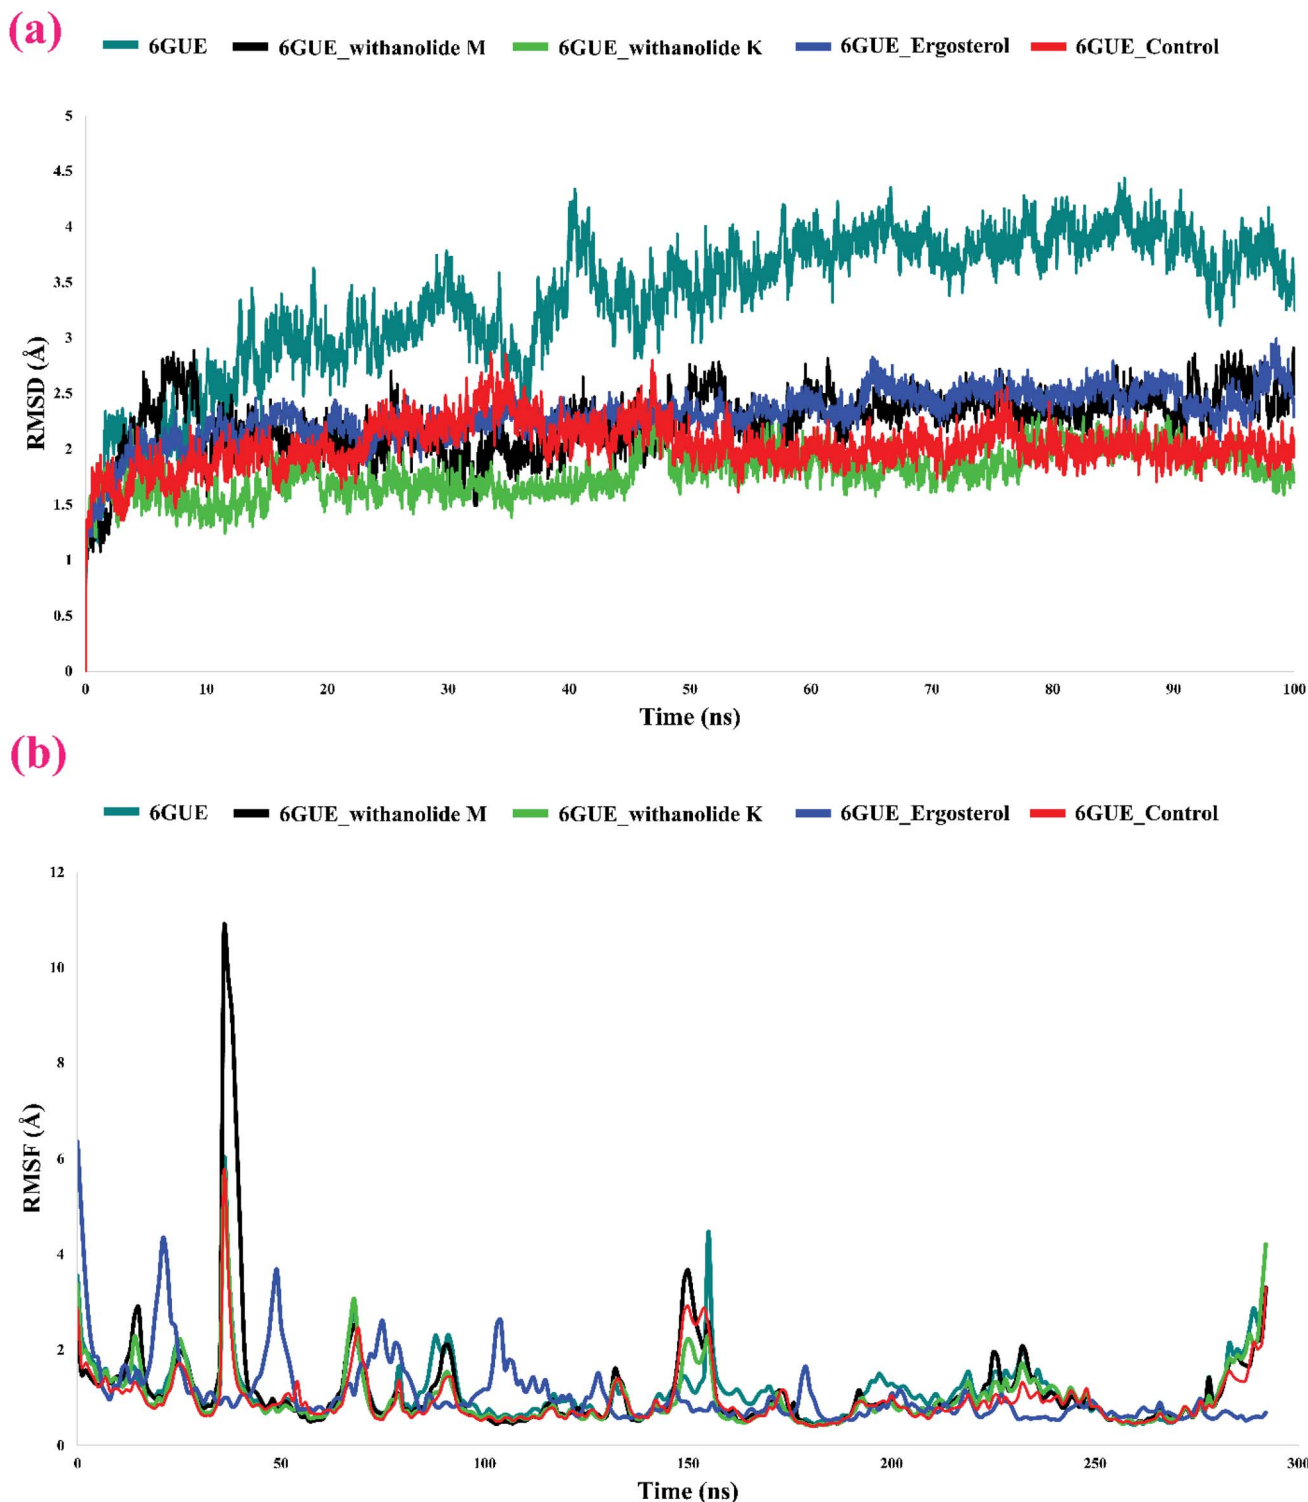 (a)
6GUE 6GUE_withanolide M 6GUE_withanolide K 6GUE_Ergosterol 6GUE_Control
5
4.5
4
3.5
3
2.5
2
1.5
1
0.5
0
RMSD (Å)
0 10 20 30 40 50 60 70 80 90 100
Time (ns)
(b)
6GUE 6GUE_withanolide M 6GUE_withanolide K 6GUE_Ergosterol 6GUE_Control
12
10
8
6
4
2
0
RMSF (Å)
0 50 100 150 200 250 300
Time (ns)